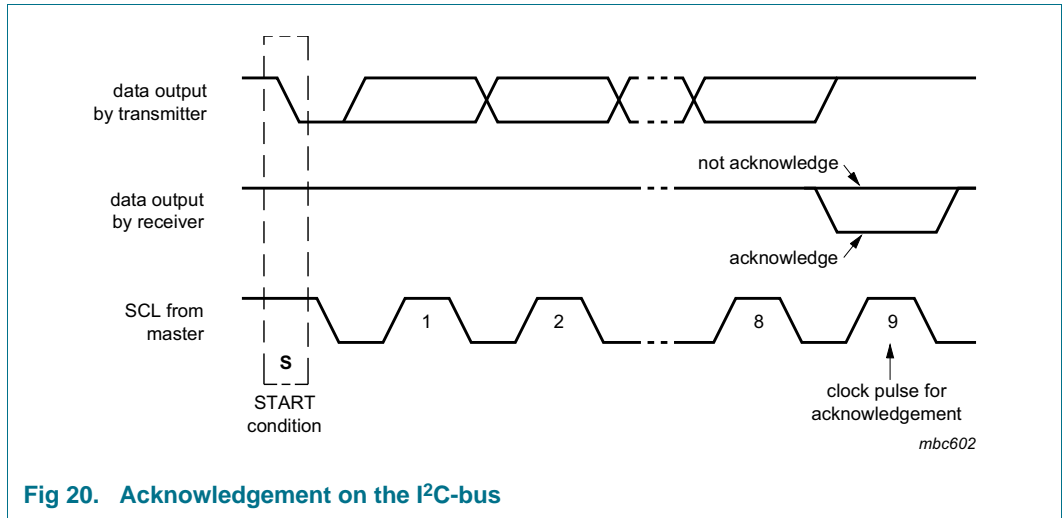 data output
by transmitter
not acknowledge
data output
by receiver
acknowledge
SCL from
master
1
2
8
9
S
START
condition
clock pulse for
acknowledgement
mbc602
Fig 20. Acknowledgement on the I²C-bus